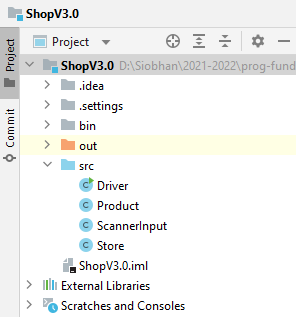 ShopV3.0
Project
Project
ShopV3.0 D:\Siobhan\2021-2022\prog-fund
.idea
.settings
bin
out
src
Driver
Product
ScannerInput
Store
ShopV3.0.iml
External Libraries
Scratches and Consoles
Commit